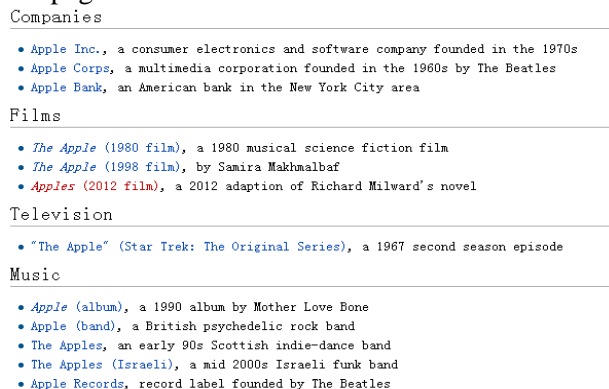 Companies
Apple Inc., a consumer electronics and software company founded in the 1970s
Apple Corps, a multimedia corporation founded in the 1960s by The Beatles
Apple Bank, an American bank in the New York City area
Films
The Apple (1980 film), a 1980 musical science fiction film
The Apple (1998 film), by Samira Makhmalbaf
Apples (2012 film), a 2012 adaption of Richard Milward's novel
Television
"The Apple" (Star Trek: The Original Series), a 1967 second season episode
Music
Apple (album), a 1990 album by Mother Love Bone
Apple (band), a British psychedelic rock band
The Apples, an early 90s Scottish indie-dance band
The Apples (Israeli), a mid 2000s Israeli funk band
Apple Records, record label founded by The Beatles